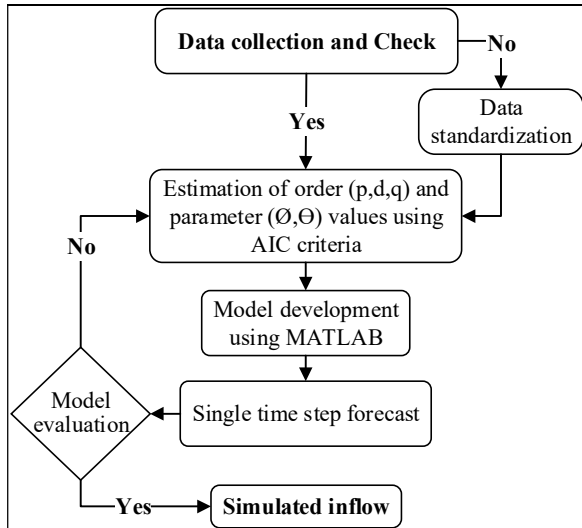 Data collection and Check
No
Data
standardization
Yes
Estimation of order (p,d,q) and
parameter (Ø,Ɵ) values using
AIC criteria
No
Model development
using MATLAB
Model
evaluation
Single time step forecast
Yes
Simulated inflow